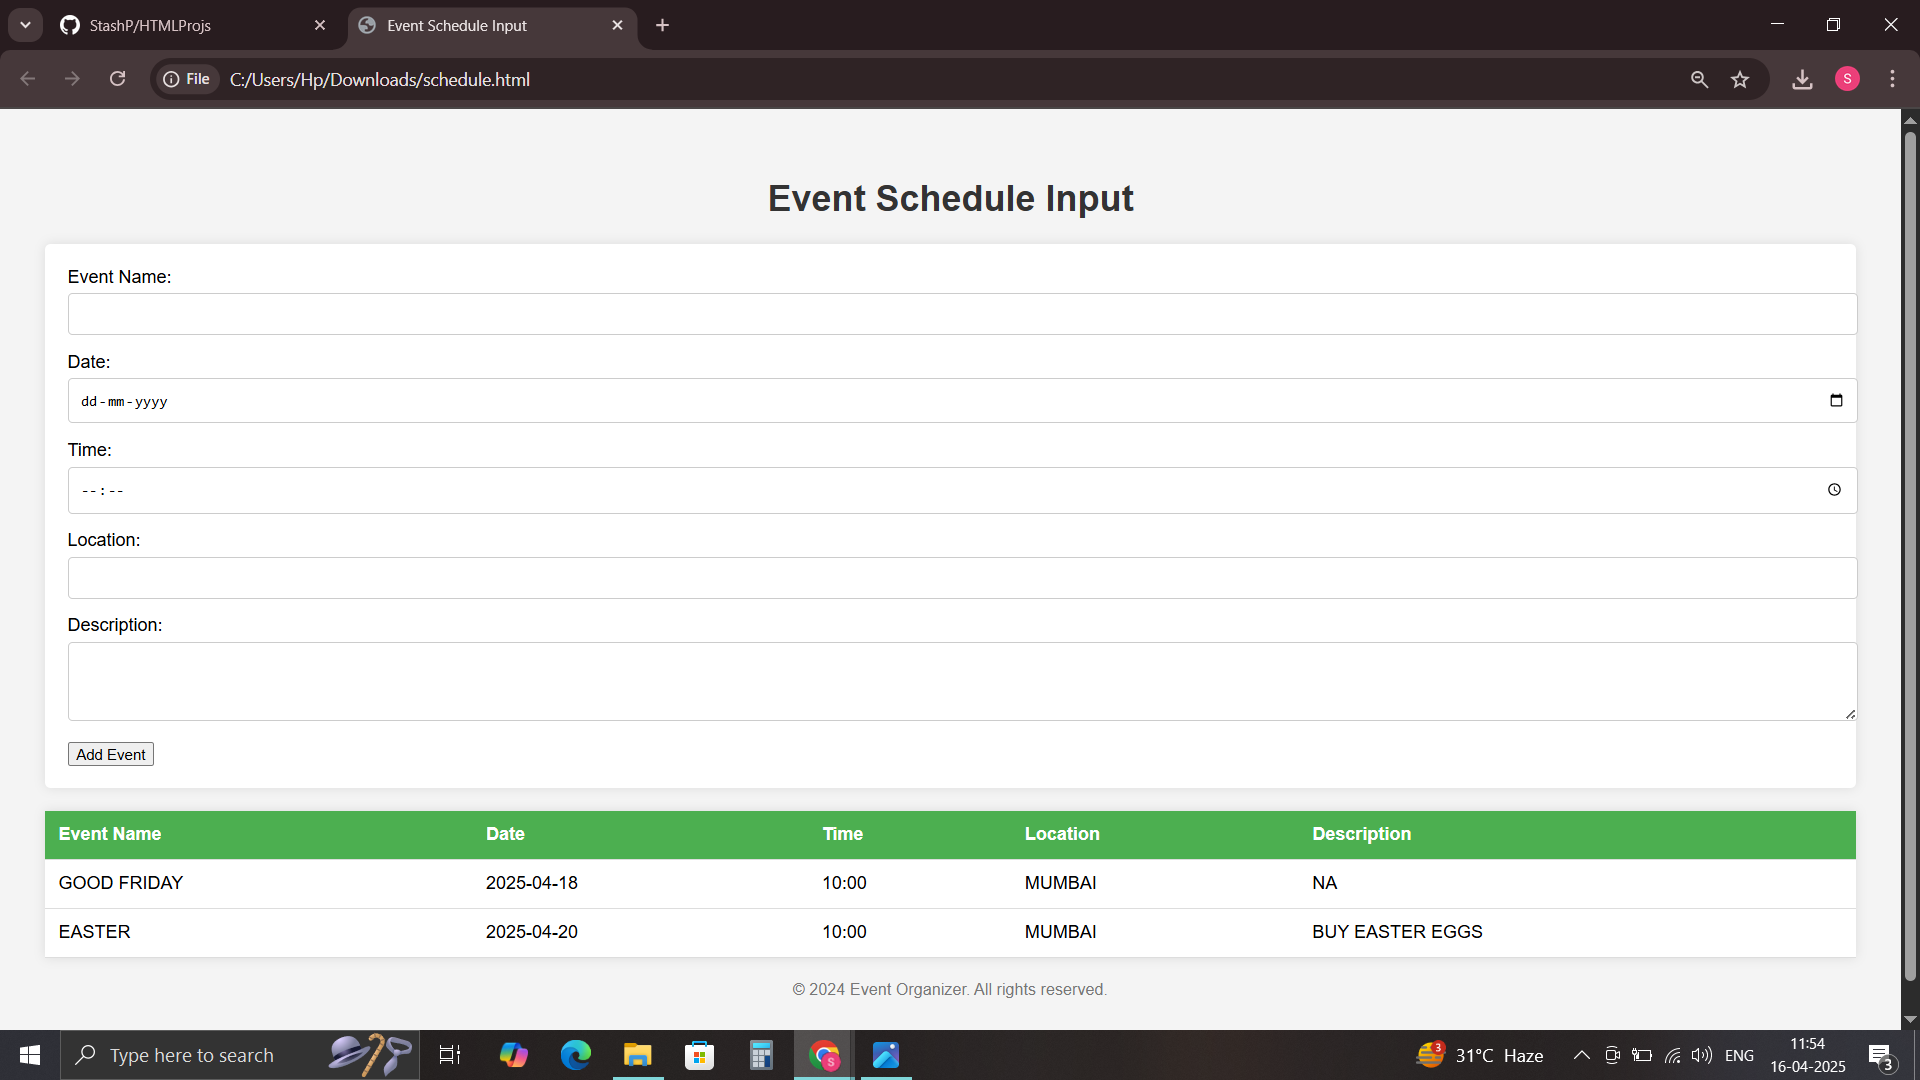 StashP/HTMLProjs
Event Schedule Input
File
C:/Users/Hp/Downloads/schedule.html
S
Event Schedule Input
Event Name:
Date:
dd-mm-yyyy
Time:
--:--
Location:
Description:
Add Event
Event Name Date Time Location Description
GOOD FRIDAY 2025-04-18 10:00 MUMBAI NA
EASTER 2025-04-20 10:00 MUMBAI BUY EASTER EGGS
© 2024 Event Organizer. All rights reserved.
Type here to search
S
3
31°C Haze
ENG
11:54
16-04-2025
3